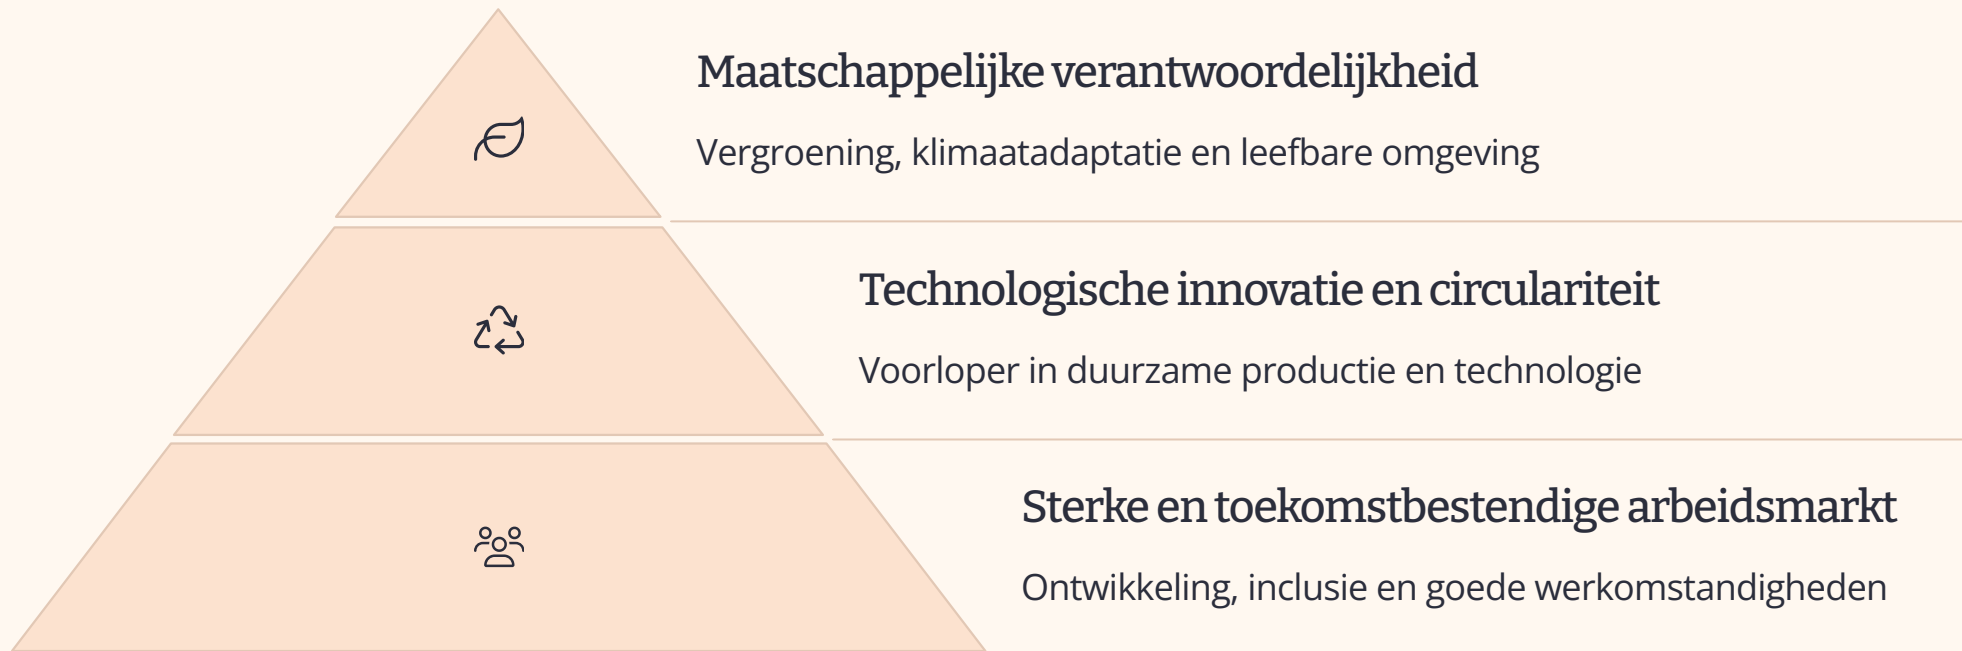 Maatschappelijke verantwoordelijkheid
Vergroening, klimaatadaptatie en leefbare omgeving
Technologische innovatie en circulariteit
Voorloper in duurzame productie en technologie
Sterke en toekomstbestendige arbeidsmarkt
Ontwikkeling, inclusie en goede werkomstandigheden